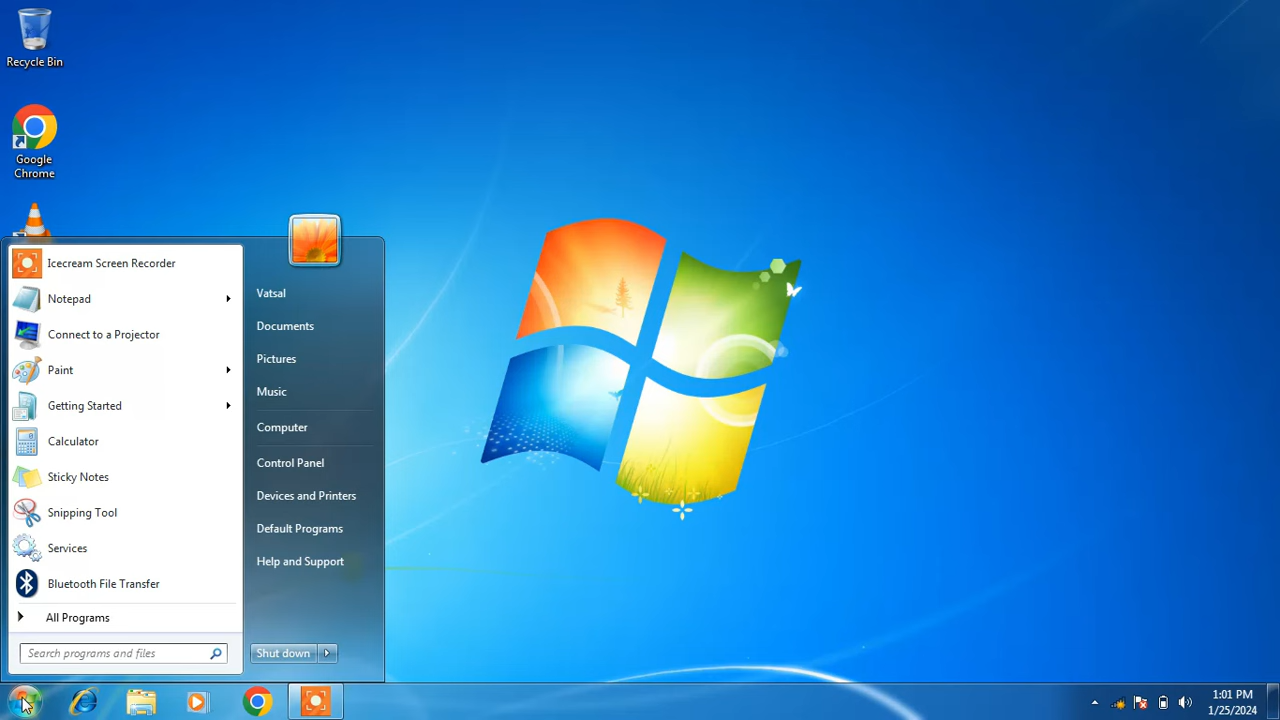 Recycle Bin
Google
Chrome
Icecream Screen Recorder
Notepad
Connect to a Projector
Paint
Getting Started
Calculator
Sticky Notes
Snipping Tool
Services
Bluetooth File Transfer
All Programs
Search programs and files
Vatsal
Documents
Pictures
Music
Computer
Control Panel
Devices and Printers
Default Programs
Help and Support
Shut down
1:01 PM
1/25/2024